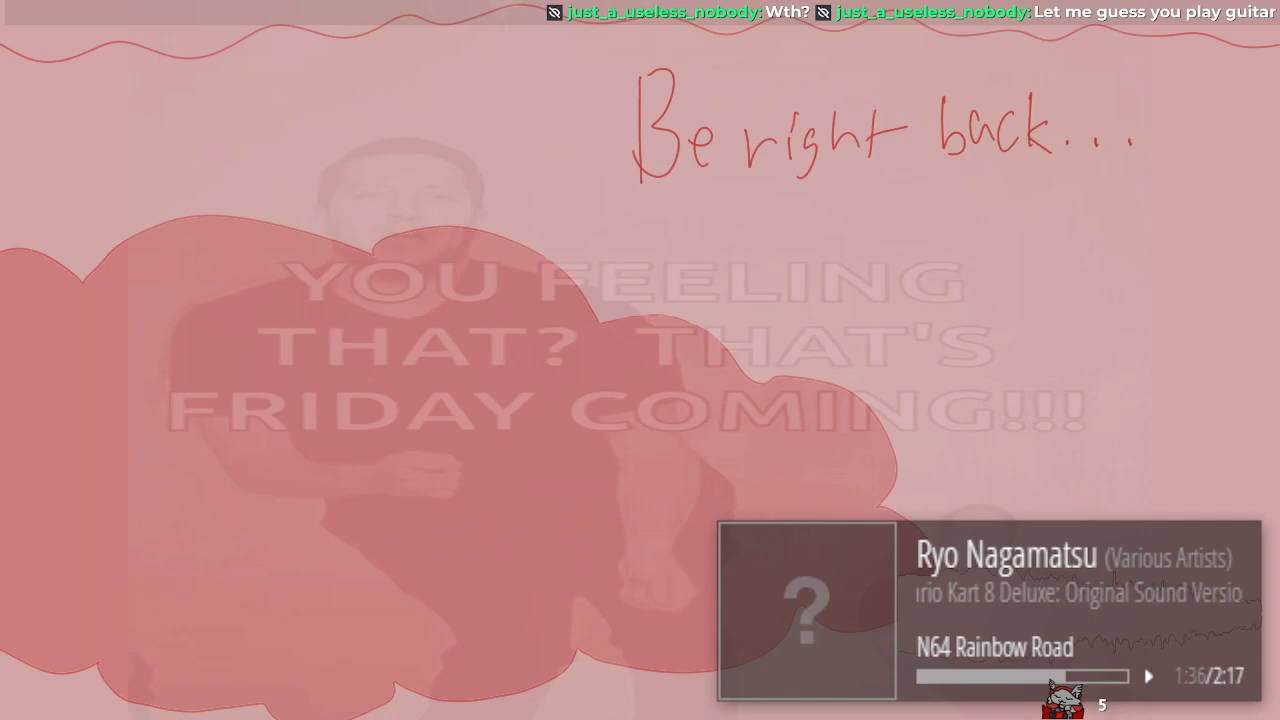 just_a_useless_nobody: Wth? just_a_useless_nobody: Let me guess you play guitar
Be right back...
YOU FEELING
THAT? THAT'S
FRIDAY COMING!!!
?
Ryo Nagamatsu (Various Artists)
rio Kart 8 Deluxe: Original Sound Versio
N64 Rainbow Road
1:36/2:17
5